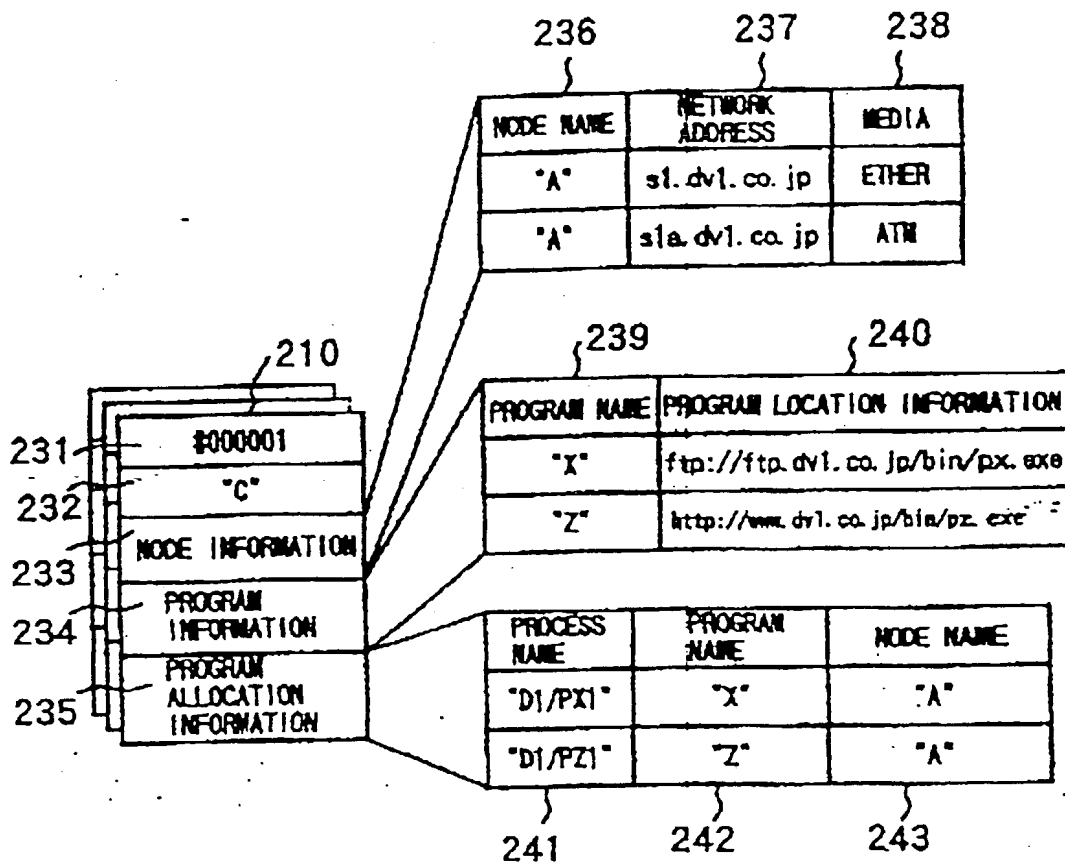 236 237 238
NODE NAME NETWORK ADDRESS MEDIA
"A" s1.dv1.co.jp ETHER
"A" s1a.dv1.co.jp ATM
210
231 #000001
232 "C"
233 NODE INFORMATION
234 PROGRAM INFORMATION
235 PROGRAM ALLOCATION INFORMATION
239 240
PROGRAM NAME PROGRAM LOCATION INFORMATION
"X" ftp://ftp.dv1.co.jp/bin/px.exe
"Z" http://www.dv1.co.jp/bin/pz.exe
PROCESS NAME PROGRAM NAME NODE NAME
"D1/PX1" "X" "A"
"D1/PZ1" "Z" "A"
241 242 243